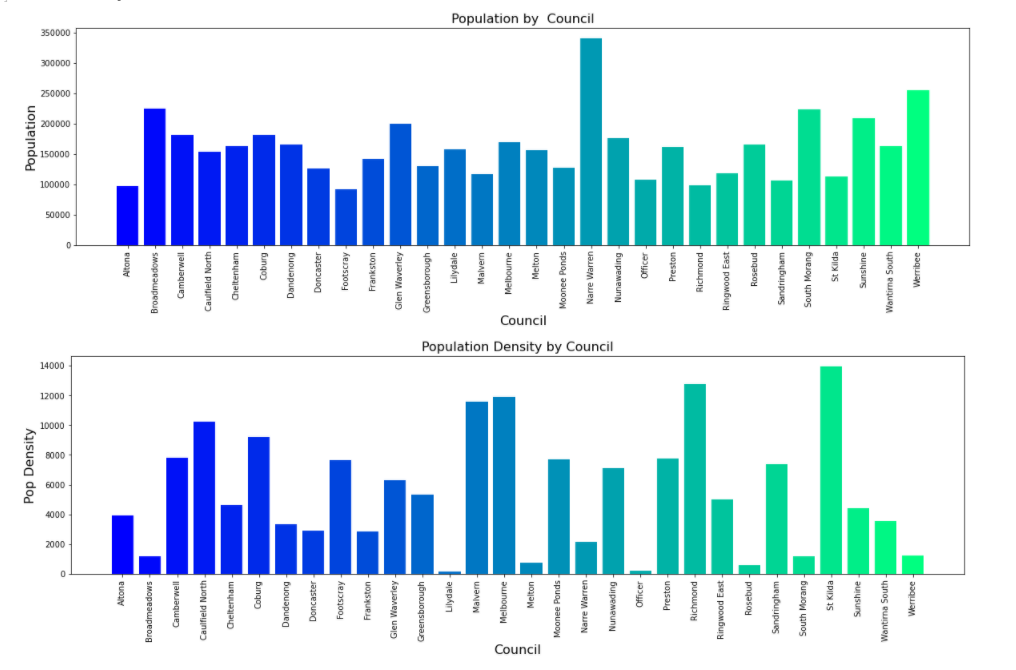 Population by  Council
Population
350000
300000
250000
200000
150000
100000
50000
0
Altona
Broadmeadows
Camberwell
Caulfield North
Cheltenham
Coburg
Dandenong
Doncaster
Footscray
Frankston
Glen Waverley
Greensborough
Lilydale
Malvern
Melbourne
Melton
Moonee Ponds
Narre Warren
Nunawading
Officer
Preston
Richmond
Ringwood East
Rosebud
Sandringham
South Morang
St Kilda
Sunshine
Wantirna South
Werribee
Council
Population Density by Council
Pop Density
14000
12000
10000
8000
6000
4000
2000
0
Altona
Broadmeadows
Camberwell
Caulfield North
Cheltenham
Coburg
Dandenong
Doncaster
Footscray
Frankston
Glen Waverley
Greensborough
Lilydale
Malvern
Melbourne
Melton
Moonee Ponds
Narre Warren
Nunawading
Officer
Preston
Richmond
Ringwood East
Rosebud
Sandringham
South Morang
St Kilda
Sunshine
Wantirna South
Werribee
Council